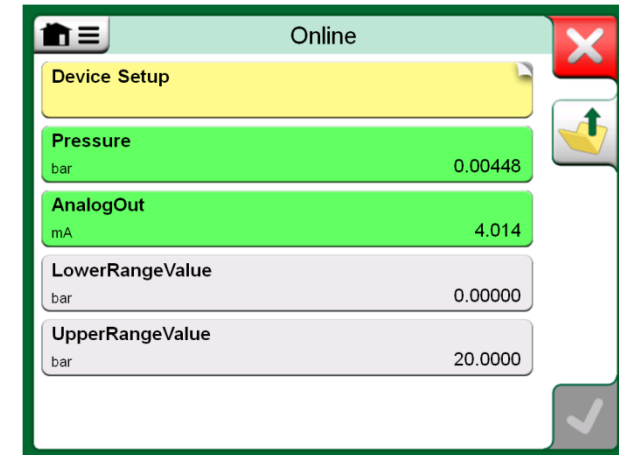 Online
Device Setup
Pressure
bar 0.00448
AnalogOut
mA 4.014
LowerRangeValue
bar 0.00000
UpperRangeValue
bar 20.0000